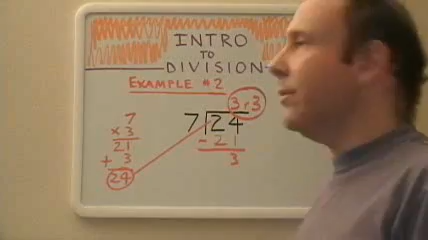 INTRO
TO
DIVISION
EXAMPLE #2
3 r 3
7 24
- 21
3
7
x 3
21
+ 3
24